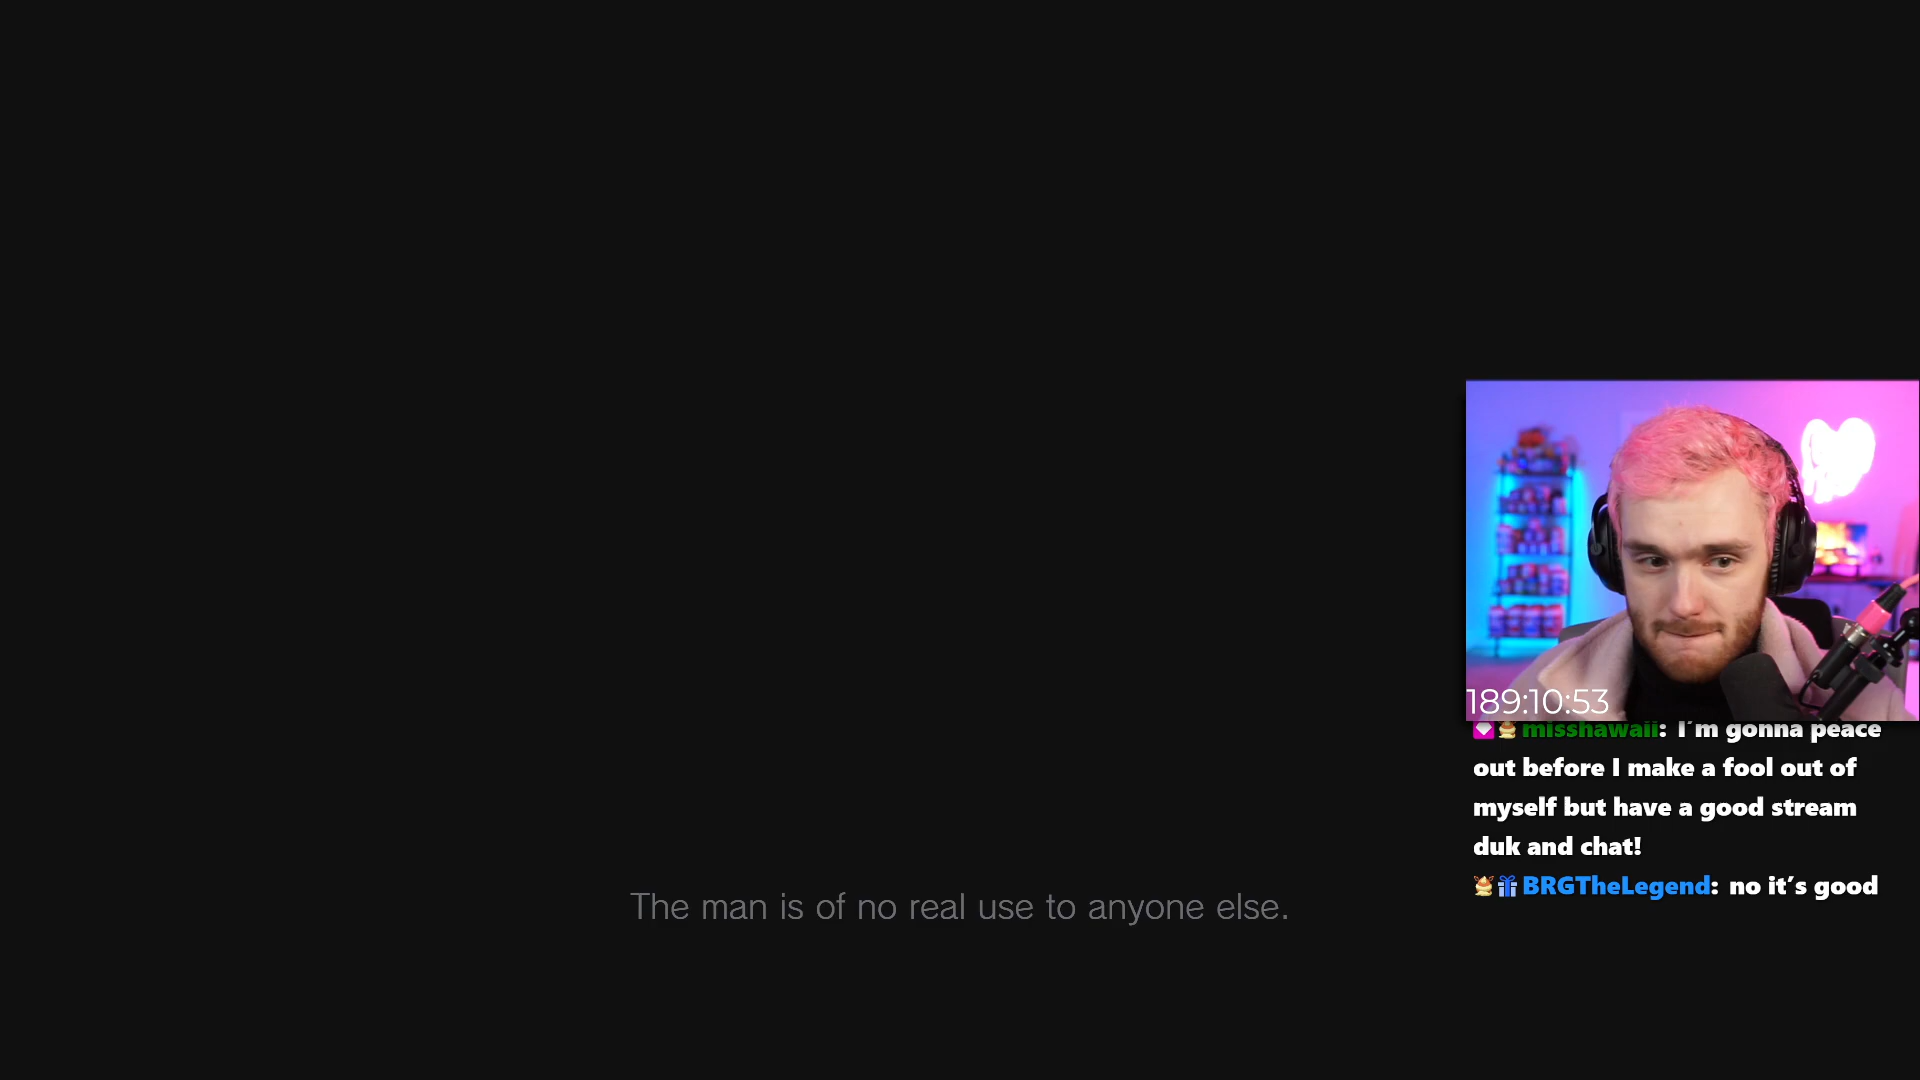 189:10:53
misshawaii: I'm gonna peace
out before I make a fool out of
myself but have a good stream
duk and chat!
BRGTheLegend: no it's good
The man is of no real use to anyone else.